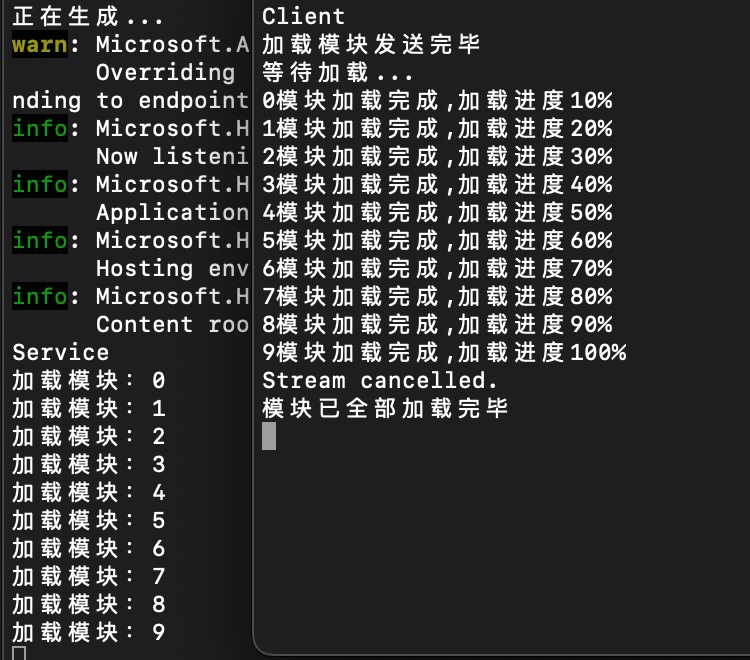 正在生成...
warn: Microsoft.A
Overriding
nding to endpoint
info: Microsoft.H
Now listeni
info: Microsoft.H
Application
info: Microsoft.H
Hosting env
info: Microsoft.H
Content roo
Service
加载模块: 0
加载模块: 1
加载模块: 2
加载模块: 3
加载模块: 4
加载模块: 5
加载模块: 6
加载模块: 7
加载模块: 8
加载模块: 9
Client
加载模块发送完毕
等待加载...
0模块加载完成,加载进度10%
1模块加载完成,加载进度20%
2模块加载完成,加载进度30%
3模块加载完成,加载进度40%
4模块加载完成,加载进度50%
5模块加载完成,加载进度60%
6模块加载完成,加载进度70%
7模块加载完成,加载进度80%
8模块加载完成,加载进度90%
9模块加载完成,加载进度100%
Stream cancelled.
模块已全部加载完毕